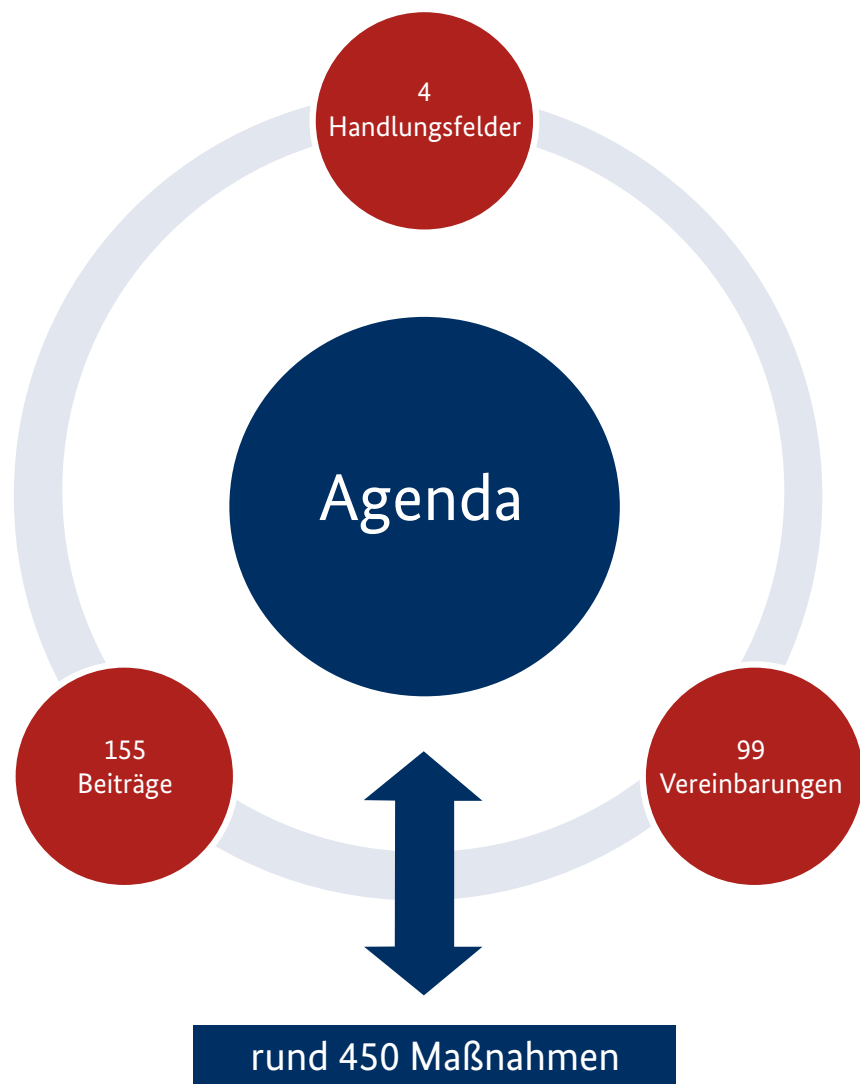 4
Handlungsfelder
Agenda
155
Beiträge
99
Vereinbarungen
rund 450 Maßnahmen